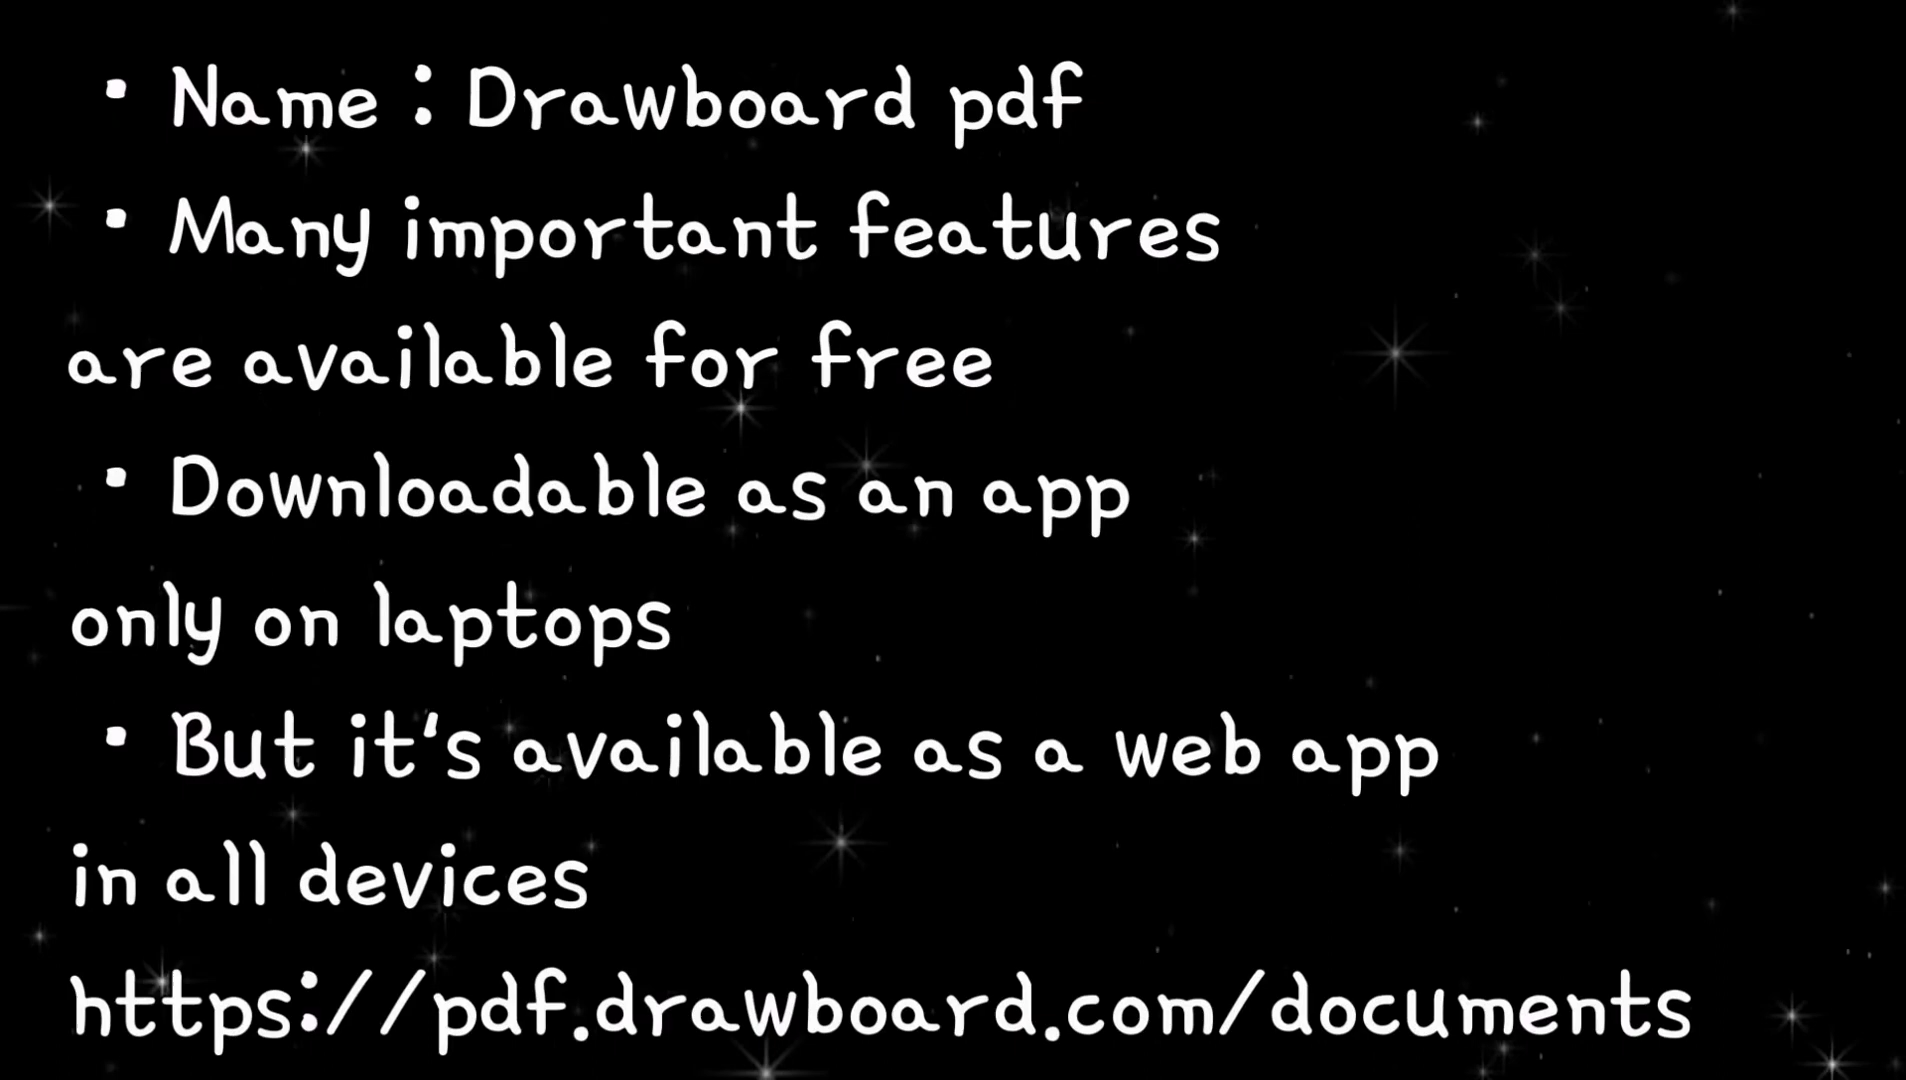 • Name : Drawboard pdf
• Many important features
are available for free
• Downloadable as an app
only on laptops
• But it's available as a web app
in all devices
https://pdf.drawboard.com/documents